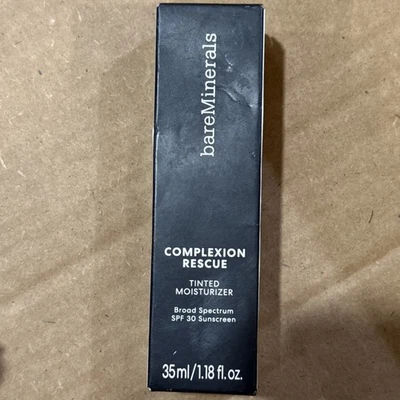 bareMinerals
COMPLEXION
RESCUE
TINTED
MOISTURIZER
Broad Spectrum
SPF 30 Sunscreen
35ml/1.18 fl. oz.